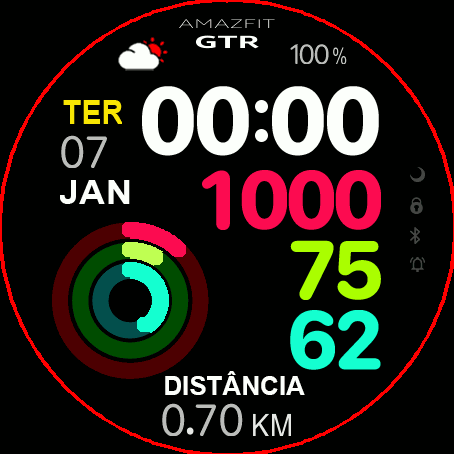 AMAZFIT
GTR
100%
TER
00:00
07
JAN
1000
75
62
DISTÂNCIA
0.70 KM